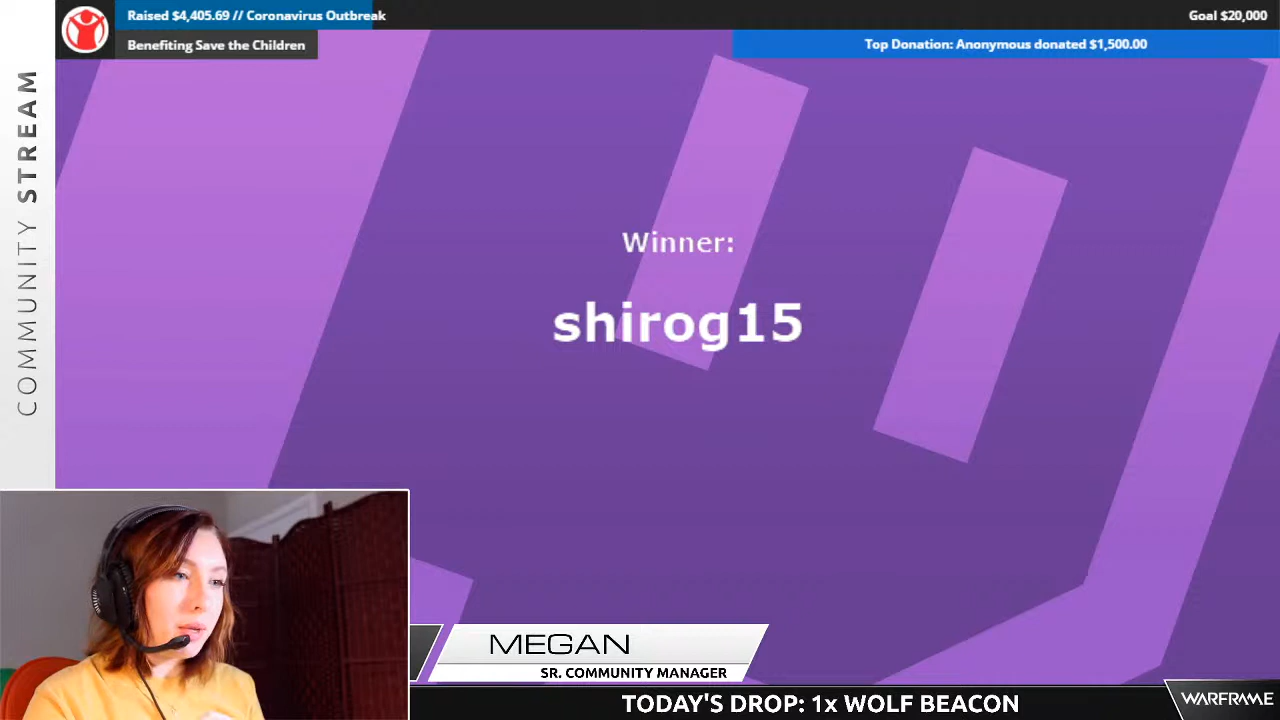 Raised $4,405.69 // Coronavirus Outbreak
Goal $20,000
Benefiting Save the Children
Top Donation: Anonymous donated $1,500.00
COMMUNITY STREAM
Winner:
shirog15
MEGAN
SR. COMMUNITY MANAGER
TODAY'S DROP: 1x WOLF BEACON
WARFRAME